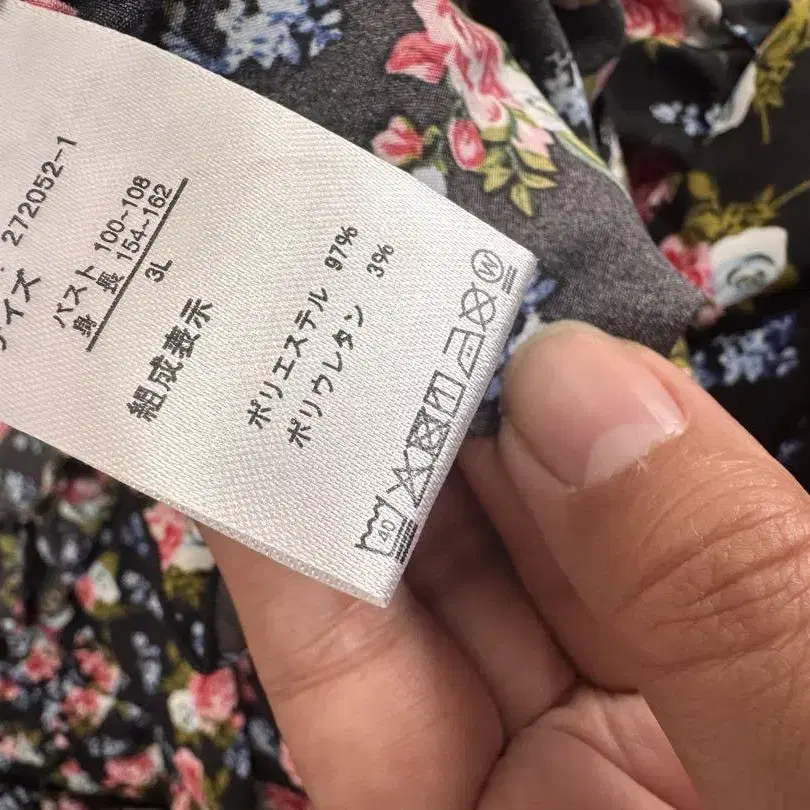 272052-1
イズ
バスト 100~108
身長 154~162
3L
組成表示
ポリエステル 97%
ポリウレタン 3%
40
W